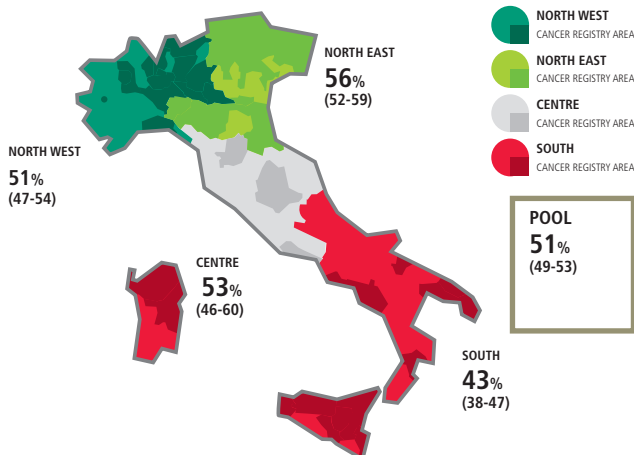 NORTH WEST
CANCER REGISTRY AREA
NORTH EAST
CANCER REGISTRY AREA
CENTRE
CANCER REGISTRY AREA
SOUTH
CANCER REGISTRY AREA
NORTH EAST
56%
(52-59)
NORTH WEST
51%
(47-54)
POOL
51%
(49-53)
CENTRE
53%
(46-60)
SOUTH
43%
(38-47)